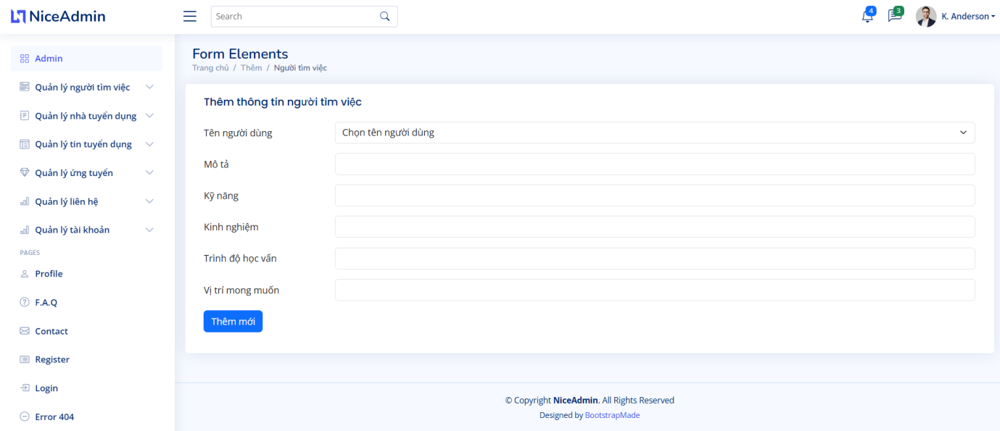 NiceAdmin
Search
4
3
K. Anderson
Admin
Quản lý người tìm việc
Quản lý nhà tuyển dụng
Quản lý tin tuyển dụng
Quản lý ứng tuyển
Quản lý liên hệ
Quản lý tài khoản
PAGES
Profile
F.A.Q
Contact
Register
Login
Error 404
Form Elements
Trang chủ / Thêm / Người tìm việc
Thêm thông tin người tìm việc
Tên người dùng
Chọn tên người dùng
Mô tả
Kỹ năng
Kinh nghiệm
Trình độ học vấn
Vị trí mong muốn
Thêm mới
© Copyright NiceAdmin. All Rights Reserved
Designed by BootstrapMade